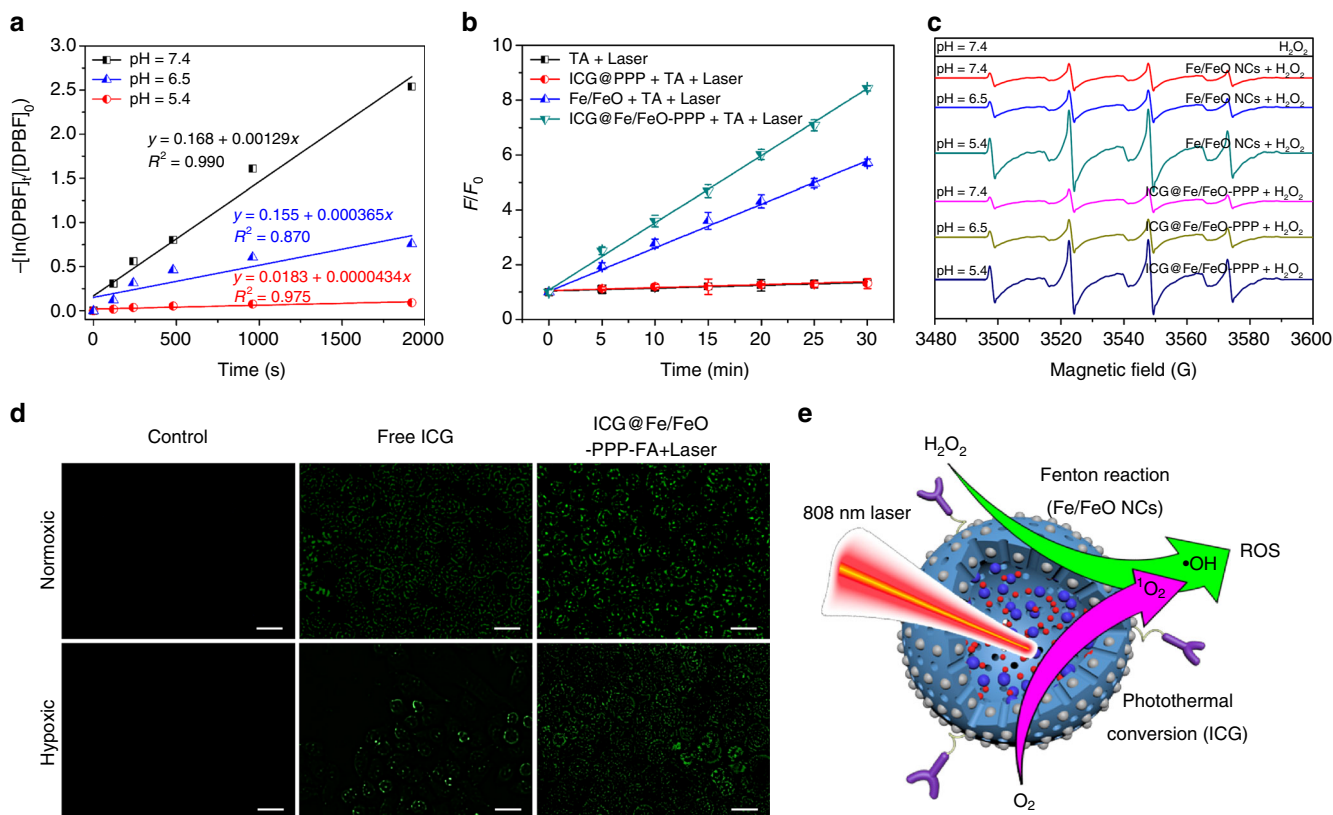 a
3.0
2.5
2.0
1.5
1.0
0.5
0.0
–[ln(DPBF]t/[DPBF]0)
pH = 7.4
pH = 6.5
pH = 5.4
y = 0.168 + 0.00129x
R² = 0.990
y = 0.155 + 0.000365x
R² = 0.870
y = 0.0183 + 0.0000434x
R² = 0.975
0 500 1000 1500 2000
Time (s)
b
10
8
6
4
2
0
F/F0
TA + Laser
ICG@PPP + TA + Laser
Fe/FeO + TA + Laser
ICG@Fe/FeO-PPP + TA + Laser
0 5 10 15 20 25 30
Time (min)
c
pH = 7.4 H2O2
pH = 7.4 Fe/FeO NCs + H2O2
pH = 6.5 Fe/FeO NCs + H2O2
pH = 5.4 Fe/FeO NCs + H2O2
pH = 7.4 ICG@Fe/FeO-PPP + H2O2
pH = 6.5 ICG@Fe/FeO-PPP + H2O2
pH = 5.4 ICG@Fe/FeO-PPP + H2O2
3480 3500 3520 3540 3560 3580 3600
Magnetic field (G)
d
Control
Free ICG
ICG@Fe/FeO
-PPP-FA+Laser
Normoxic
Hypoxic
e
H2O2
Fenton reaction
(Fe/FeO NCs)
808 nm laser
•OH
ROS
¹O2
Photothermal
conversion (ICG)
O2